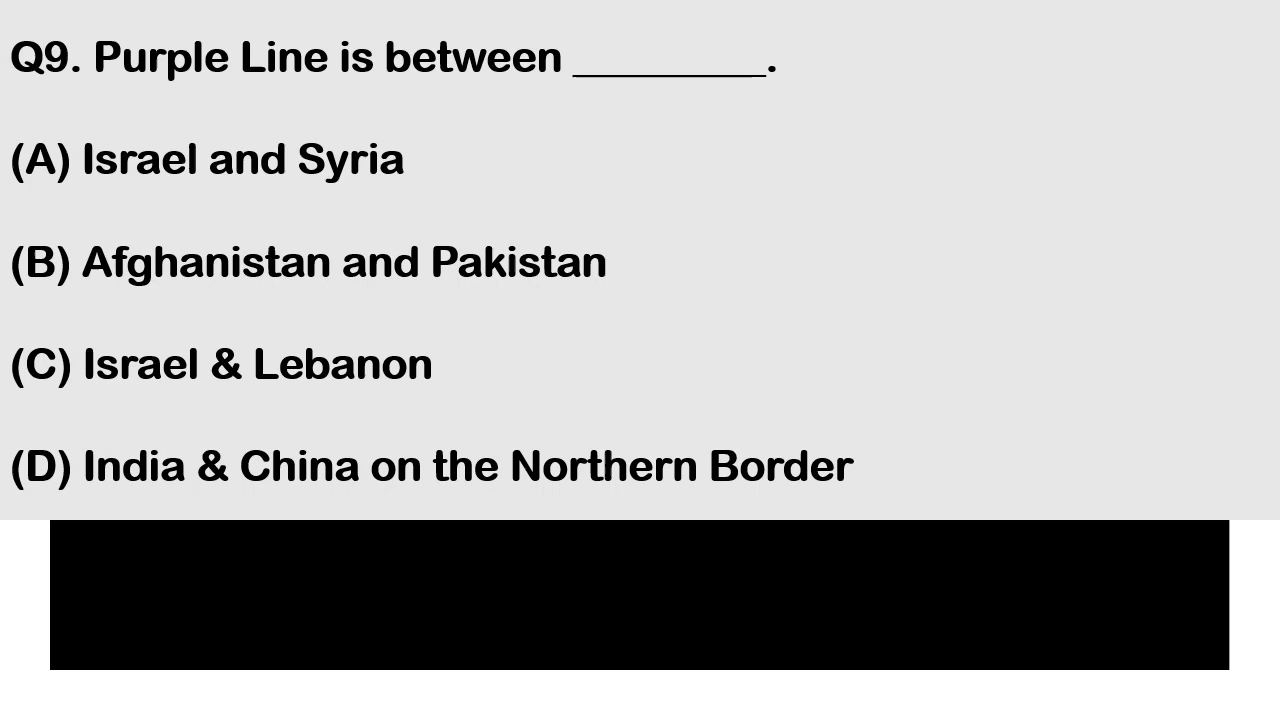 Q9. Purple Line is between _________.
(A) Israel and Syria
(B) Afghanistan and Pakistan
(C) Israel & Lebanon
(D) India & China on the Northern Border